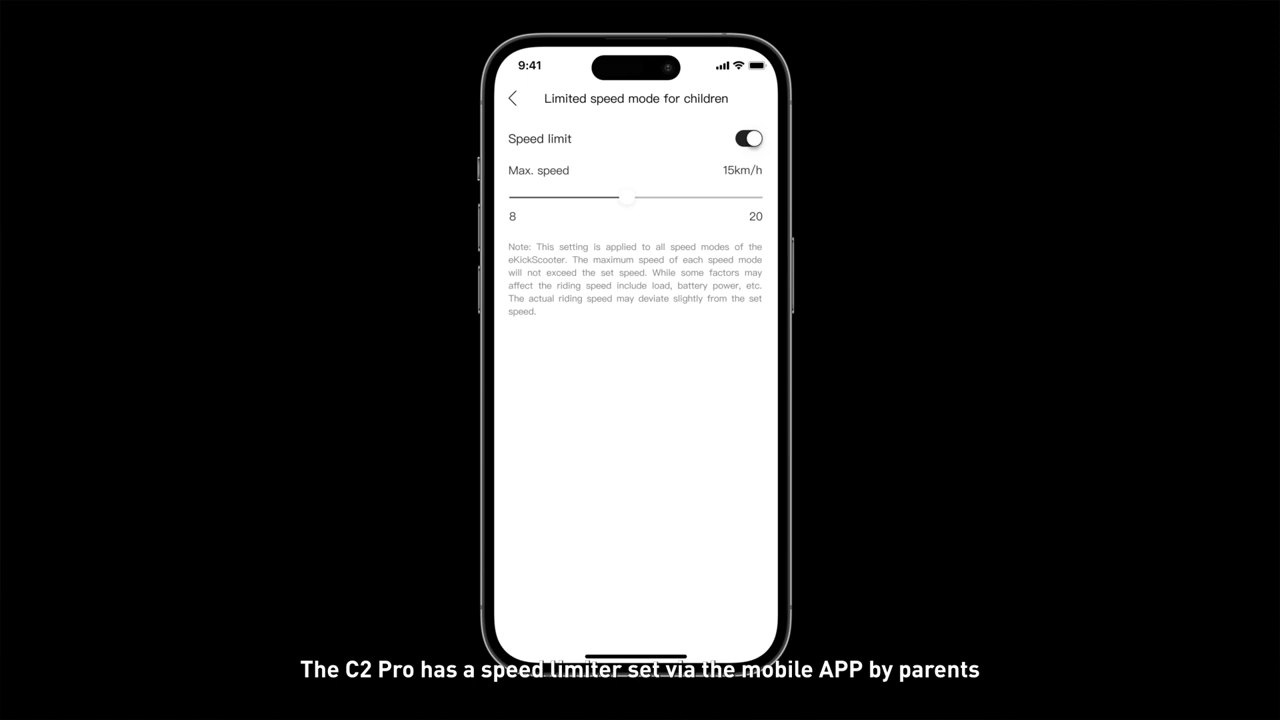 9:41
Limited speed mode for children
Speed limit
Max. speed 15km/h
8 20
Note: This setting is applied to all speed modes of the
eKickScooter. The maximum speed of each speed mode
will not exceed the set speed. While some factors may
affect the riding speed include load, battery power, etc.
The actual riding speed may deviate slightly from the set
speed.
The C2 Pro has a speed limiter set via the mobile APP by parents